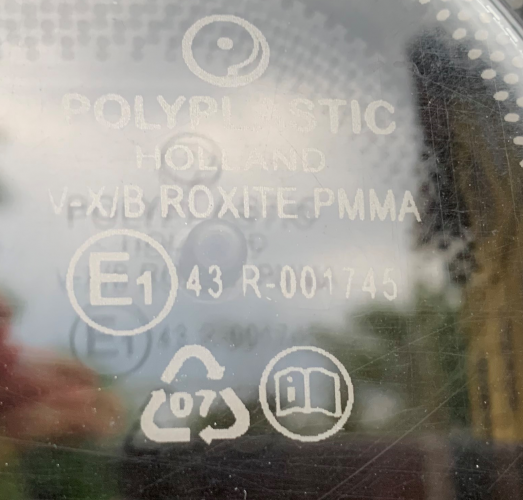 POLYPLASTIC
HOLLAND
V-X/B ROXITE PMMA
E1 43 R-001745
07 i